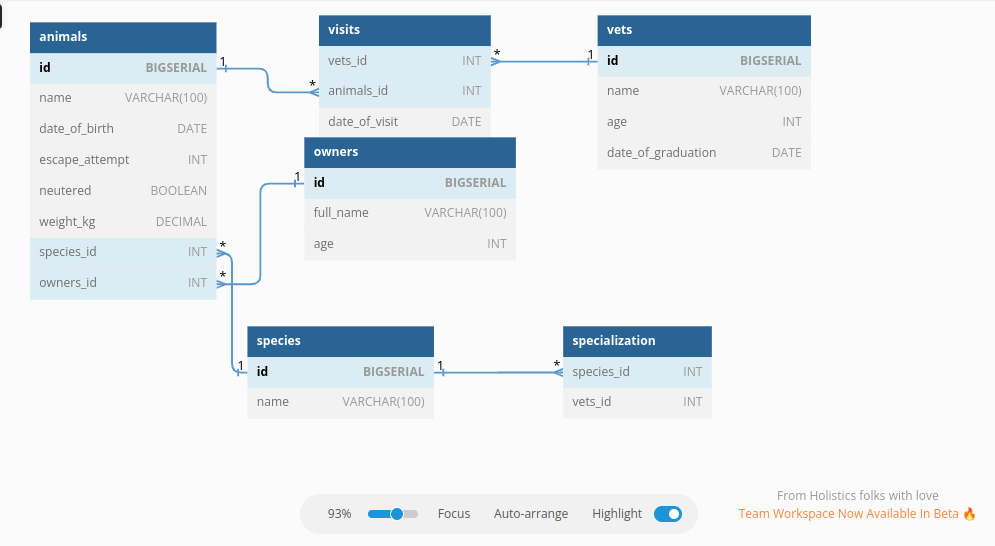 animals
id BIGSERIAL
name VARCHAR(100)
date_of_birth DATE
escape_attempt INT
neutered BOOLEAN
weight_kg DECIMAL
species_id INT
owners_id INT
1
*
*
*
visits
vets_id INT
animals_id INT
date_of_visit DATE
*
1
vets
id BIGSERIAL
name VARCHAR(100)
age INT
date_of_graduation DATE
owners
1
id BIGSERIAL
full_name VARCHAR(100)
age INT
species
1
id BIGSERIAL
name VARCHAR(100)
1
*
specialization
species_id INT
vets_id INT
93% Focus Auto-arrange Highlight
From Holistics folks with love
Team Workspace Now Available In Beta 🔥